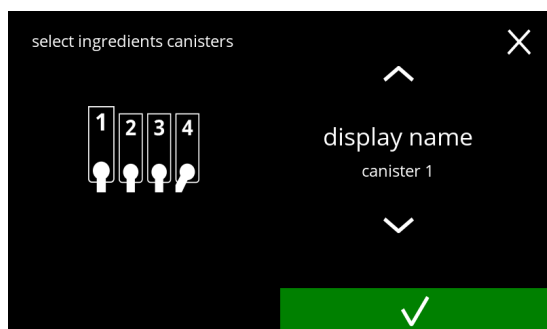 select ingredients canisters
1 2 3 4
display name
canister 1